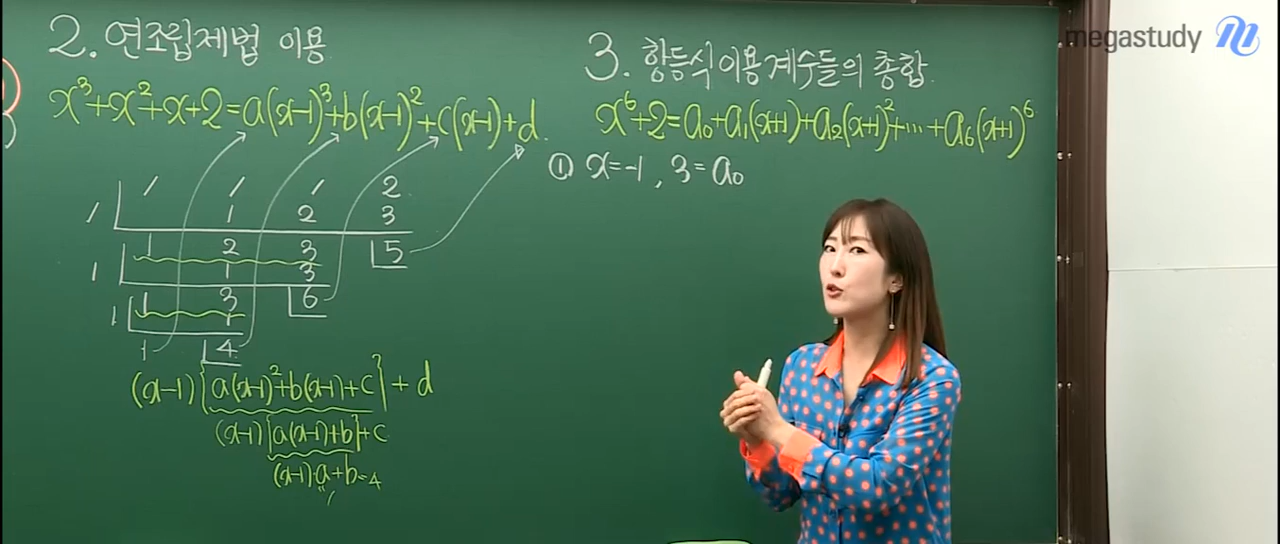 2. 연조립제법 이용
x³+x²+x+2=a(x-1)³+b(x-1)²+c(x-1)+d.
1 1 1 2
1 1 2 3
1 2 3 5
1 1 3
1 3 6
1 1
1 4
(x-1){a(x-1)²+b(x-1)+c}+d
(x-1){a(x-1)+b}+c
(x-1)·a+b=4
"
1
3. 항등식 이용 계수들의 총합.
x⁶+2=a₀+a₁(x+1)+a₂(x+1)²+···+a₆(x+1)⁶.
① x=-1, 3=a₀
megastudy